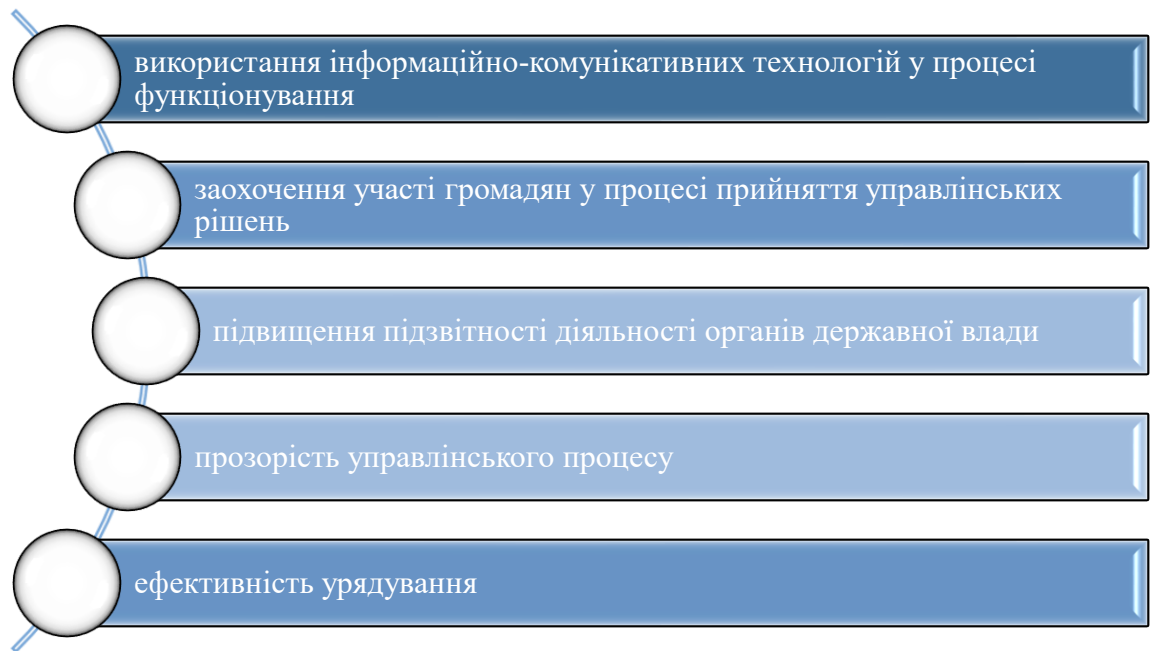 використання інформаційно-комунікативних технологій у процесі
функціонування
заохочення участі громадян у процесі прийняття управлінських
рішень
підвищення підзвітності діяльності органів державної влади
прозорість управлінського процесу
ефективність урядування